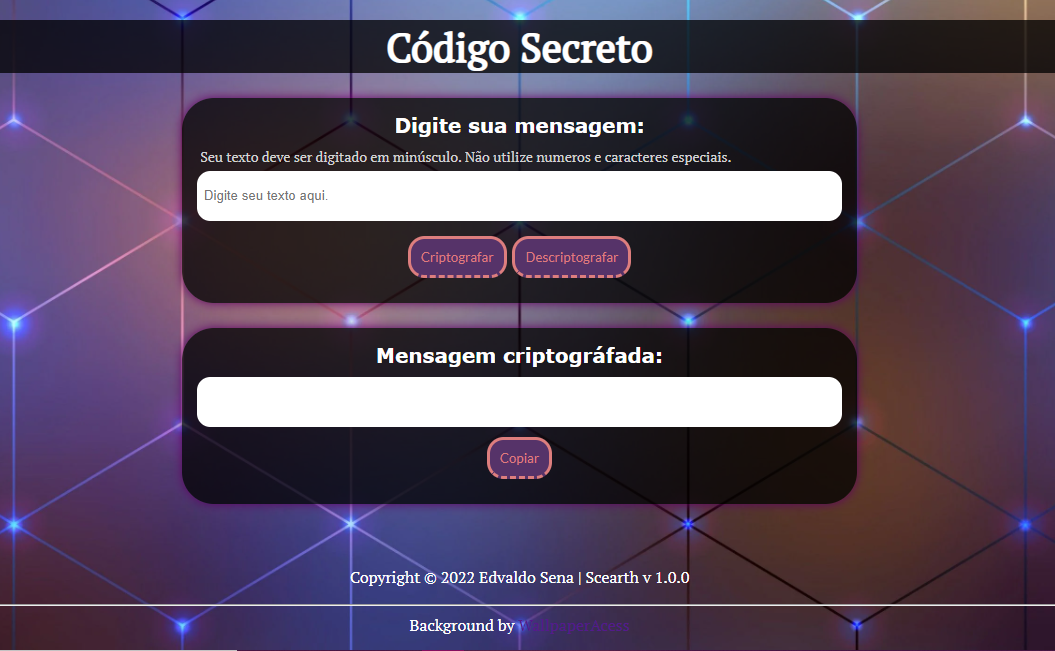 Código Secreto
Digite sua mensagem:
Seu texto deve ser digitado em minúsculo. Não utilize numeros e caracteres especiais.
Digite seu texto aqui.
Criptografar Descriptografar
Mensagem criptográfada:
Copiar
Copyright © 2022 Edvaldo Sena | Scearth v 1.0.0
Background by